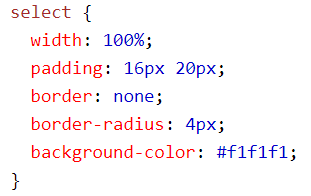 select {
  width: 100%;
  padding: 16px 20px;
  border: none;
  border-radius: 4px;
  background-color: #f1f1f1;
}